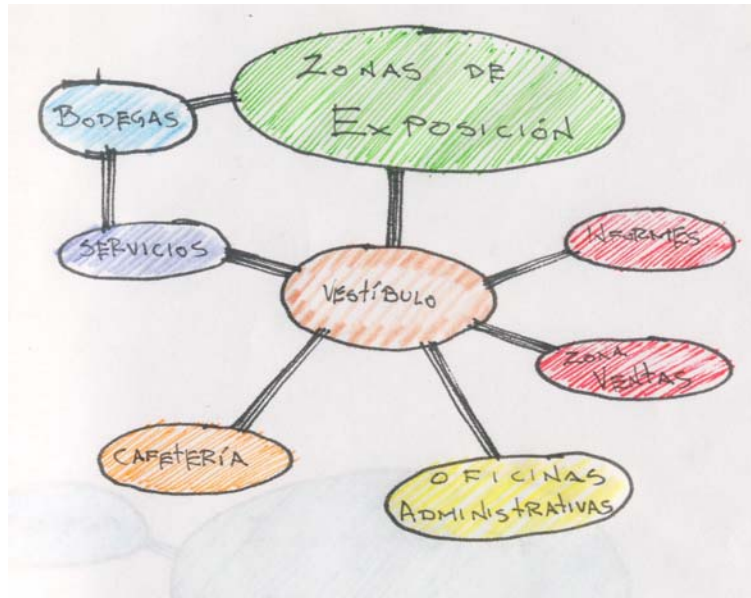 ZONAS DE
EXPOSICIÓN
BODEGAS
SERVICIOS
INFORMES
VESTÍBULO
ZONA
VENTAS
CAFETERÍA
OFICINAS
ADMINISTRATIVAS